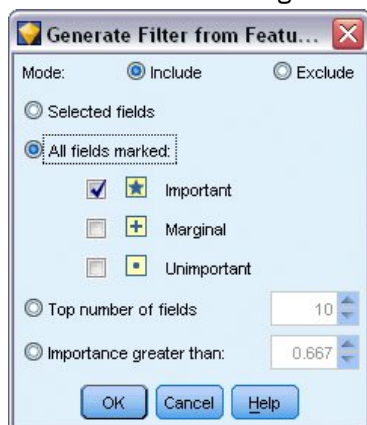 Generate Filter from Featu...
Mode: Include Exclude
Selected fields
All fields marked:
Important
Marginal
Unimportant
Top number of fields 10
Importance greater than: 0.667
OK Cancel Help